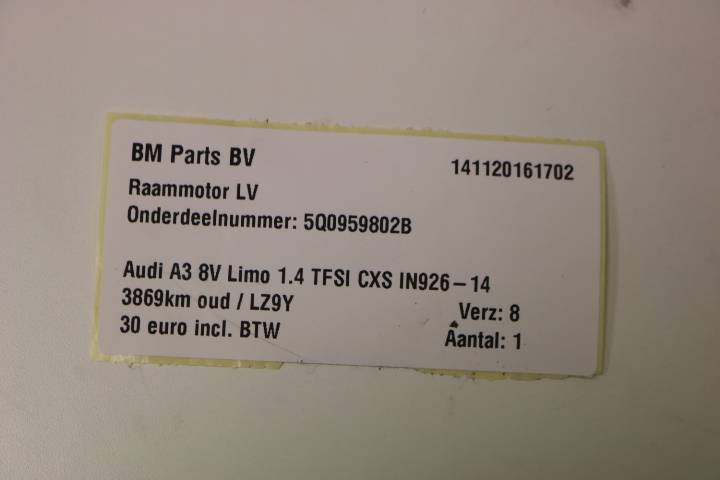 BM Parts BV 141120161702
Raammotor LV
Onderdeelnummer: 5Q0959802B
Audi A3 8V Limo 1.4 TFSI CXS IN926-14
3869km oud / LZ9Y Verz: 8
30 euro incl. BTW Aantal: 1